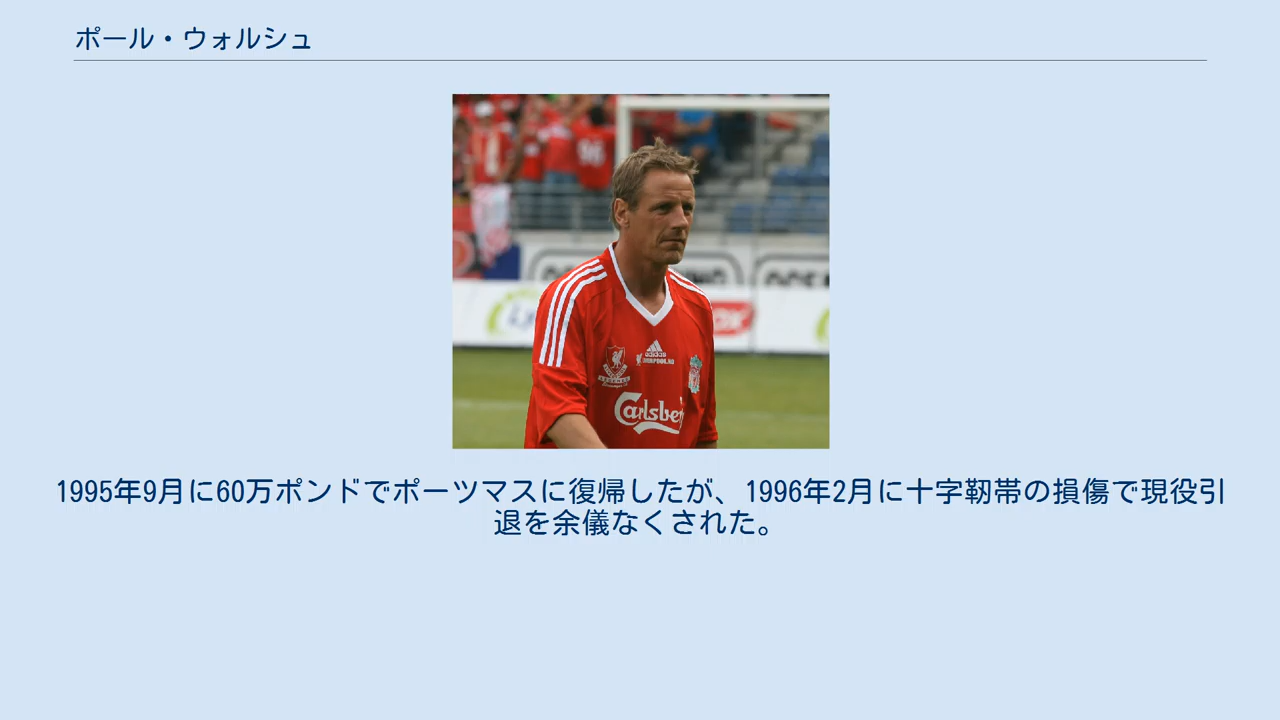 ポール・ウォルシュ
96
adidas
Carlsbe
1995年9月に60万ポンドでポーツマスに復帰したが、1996年2月に十字靭帯の損傷で現役引
退を余儀なくされた。